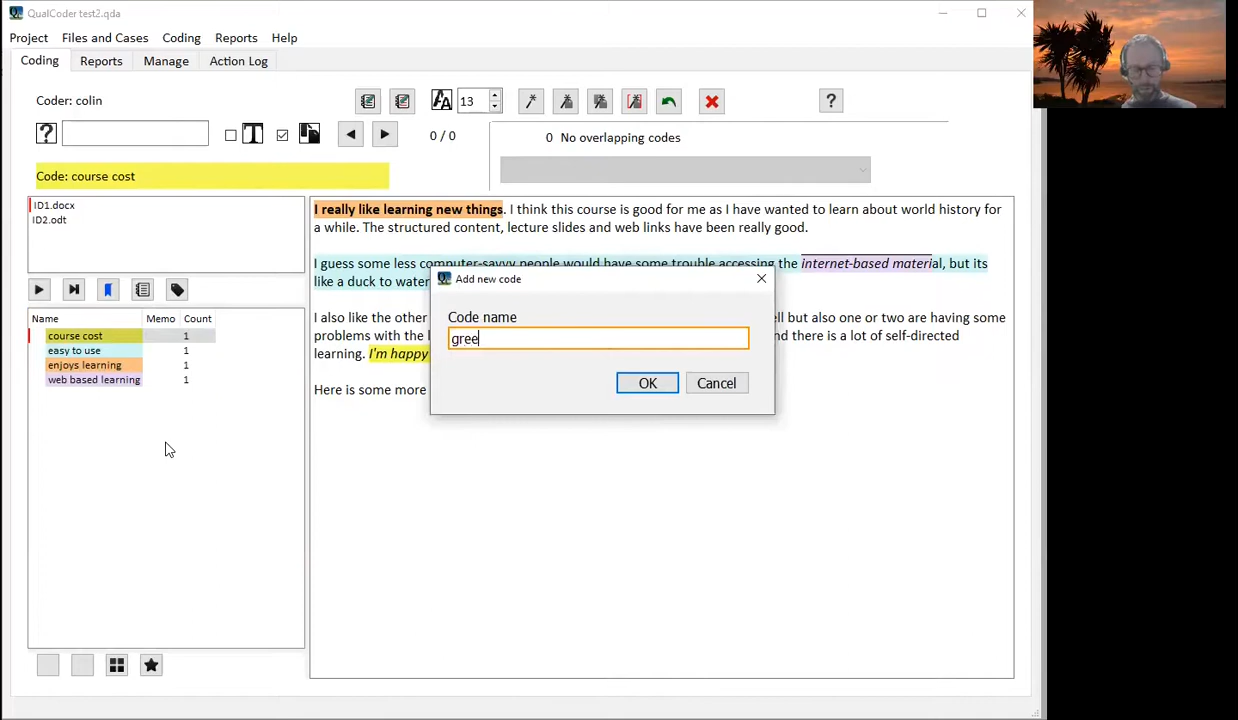 QualCoder test2.qda
Project Files and Cases Coding Reports Help
Coding Reports Manage Action Log
Coder: colin
13
?
?
T
0 / 0
0 No overlapping codes
Code: course cost
ID1.docx
ID2.odt
I really like learning new things. I think this course is good for me as I have wanted to learn about world history for
a while. The structured content, lecture slides and web links have been really good.
I guess some less computer-savvy people would have some trouble accessing the internet-based material, but its
like a duck to water
I also like the other
ell but also one or two are having some
problems with the
nd there is a lot of self-directed
learning. I'm happy
Here is some more
Name Memo Count
course cost 1
easy to use 1
enjoys learning 1
web based learning 1
Add new code
Code name
gree
OK Cancel